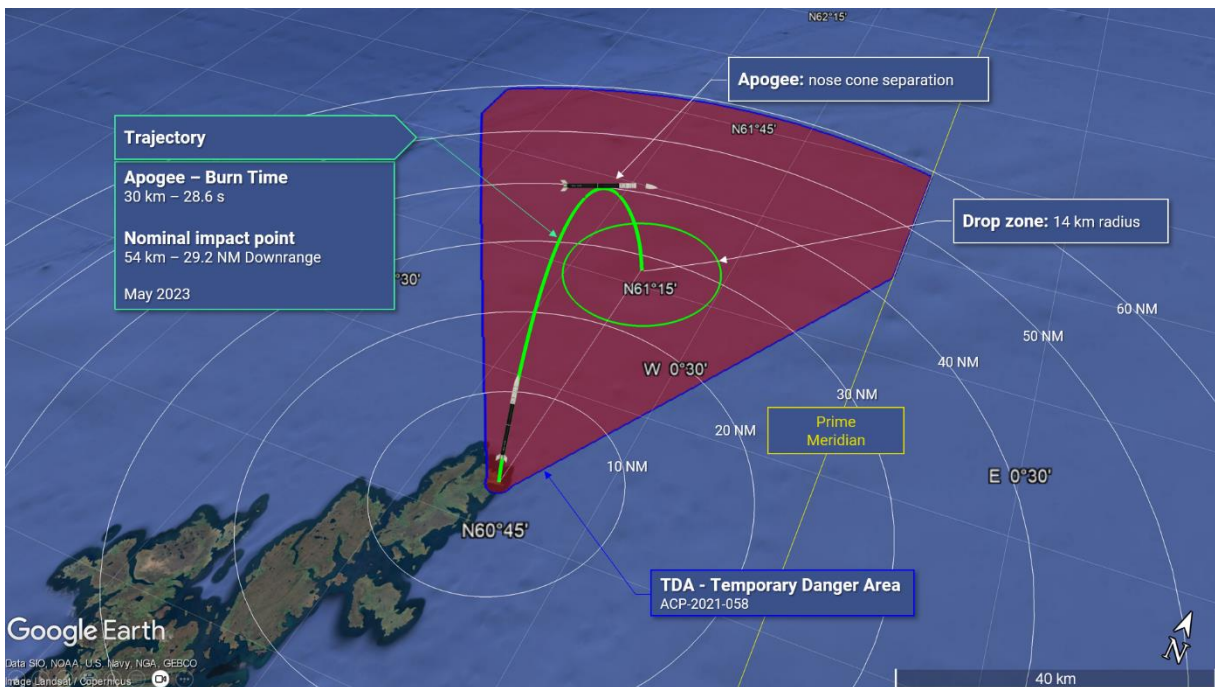 N62°15'
Apogee: nose cone separation
N61°45'
Trajectory
Apogee – Burn Time
30 km – 28.6 s
Nominal impact point
54 km – 29.2 NM Downrange
May 2023
°30'
Drop zone: 14 km radius
N61°15'
60 NM
50 NM
40 NM
W 0°30'
30 NM
Prime
Meridian
20 NM
10 NM
E 0°30'
N60°45'
TDA - Temporary Danger Area
ACP-2021-058
Google Earth
Data SIO, NOAA, U.S. Navy, NGA, GEBCO
Image Landsat / Copernicus
N
40 km